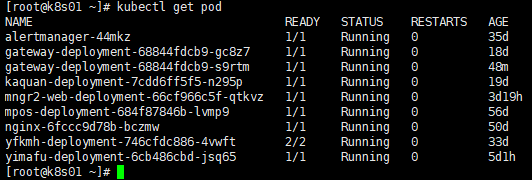 [root@k8s01 ~]# kubectl get pod
NAME READY STATUS RESTARTS AGE
alertmanager-44mkz 1/1 Running 0 35d
gateway-deployment-68844fdcb9-gc8z7 1/1 Running 0 18d
gateway-deployment-68844fdcb9-s9rtm 1/1 Running 0 48m
kaquan-deployment-7cdd6ff5f5-n295p 1/1 Running 0 19d
mngr2-web-deployment-66cf966c5f-qtkvz 1/1 Running 0 3d19h
mpos-deployment-684f87846b-lvmp9 1/1 Running 0 56d
nginx-6fccc9d78b-bczmw 1/1 Running 0 50d
yfkmh-deployment-746cfdc886-4vwft 2/2 Running 0 33d
yimafu-deployment-6cb486cbd-jsq65 1/1 Running 0 5d1h
[root@k8s01 ~]#